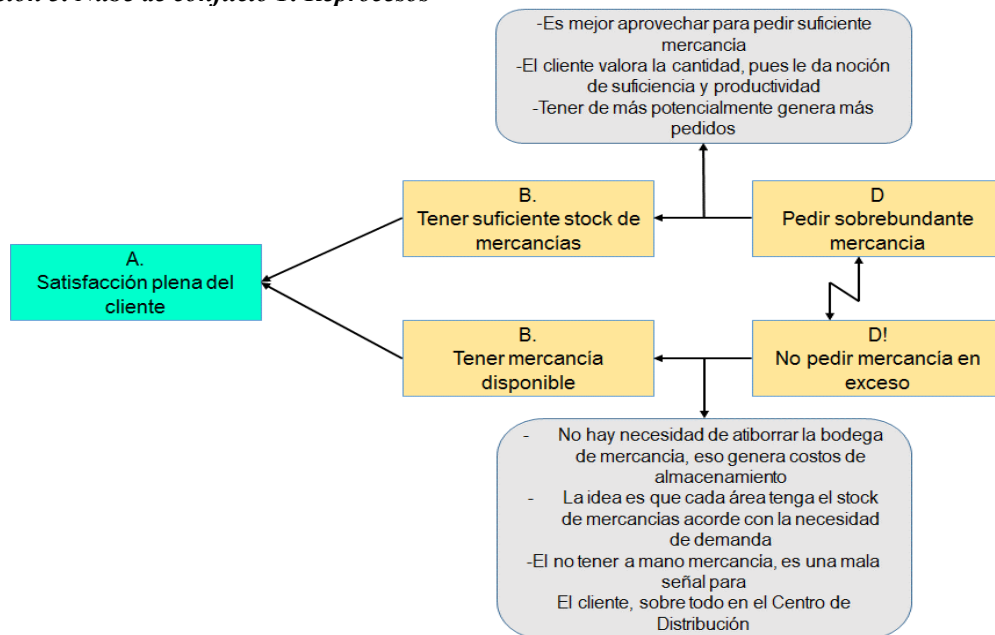 -Es mejor aprovechar para pedir suficiente
mercancía
-El cliente valora la cantidad, pues le da noción
de suficiencia y productividad
-Tener de más potencialmente genera más
pedidos
B.
Tener suficiente stock de
mercancías
D
Pedir sobrebundante
mercancia
A.
Satisfacción plena del
cliente
B.
Tener mercancía
disponible
D!
No pedir mercancía en
exceso
- No hay necesidad de atiborrar la bodega
de mercancía, eso genera costos de
almacenamiento
- La idea es que cada área tenga el stock
de mercancias acorde con la necesidad
de demanda
-El no tener a mano mercancia, es una mala
señal para
El cliente, sobre todo en el Centro de
Distribución